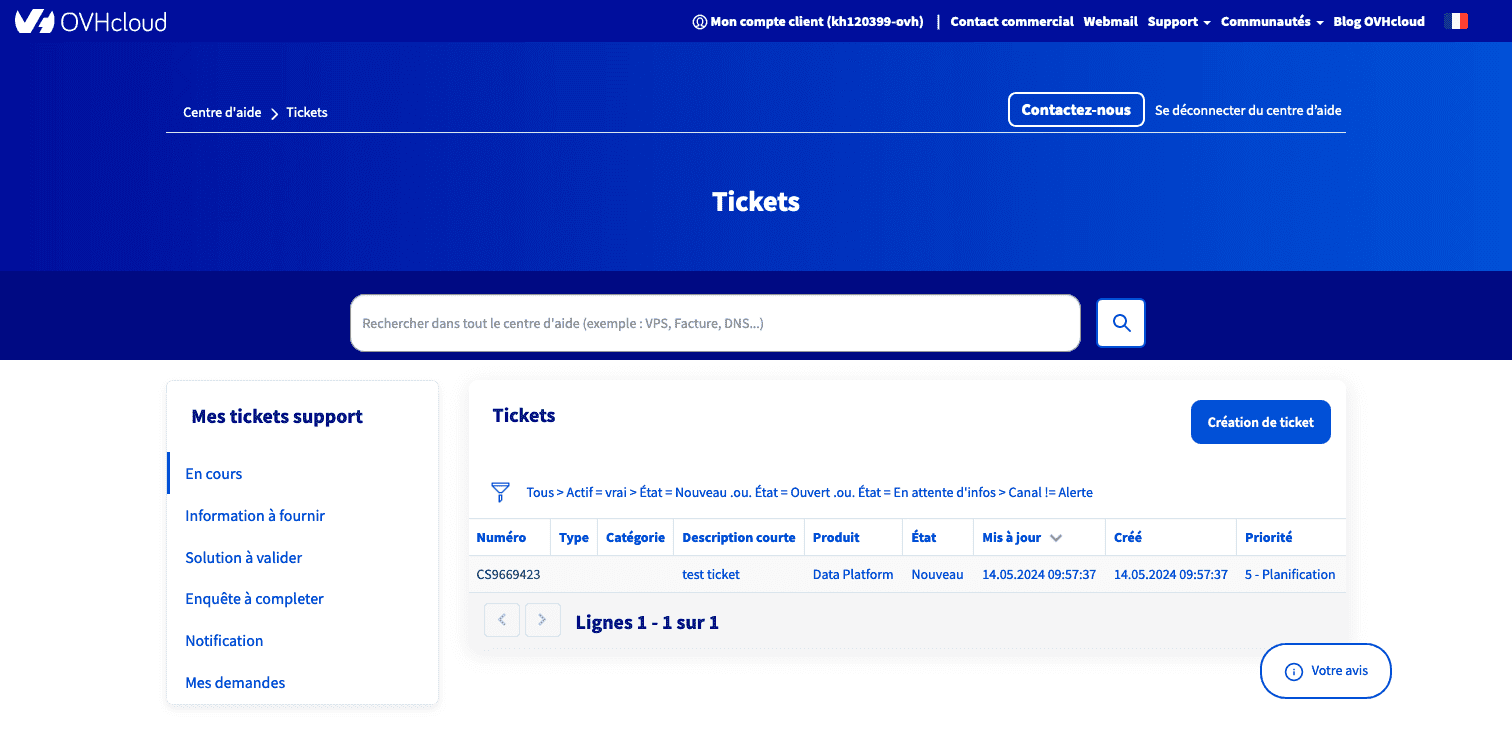 OVHcloud
Mon compte client (kh120399-ovh) | Contact commercial Webmail Support Communautés Blog OVHcloud
Centre d'aide > Tickets
Contactez-nous Se déconnecter du centre d'aide
Tickets
Rechercher dans tout le centre d'aide (exemple : VPS, Facture, DNS...)
Mes tickets support
En cours
Information à fournir
Solution à valider
Enquête à completer
Notification
Mes demandes
Tickets
Création de ticket
Tous > Actif = vrai > État = Nouveau .ou. État = Ouvert .ou. État = En attente d'infos > Canal != Alerte
Numéro Type Catégorie Description courte Produit État Mis à jour Créé Priorité
CS9669423 test ticket Data Platform Nouveau 14.05.2024 09:57:37 14.05.2024 09:57:37 5 - Planification
< > Lignes 1 - 1 sur 1
Votre avis